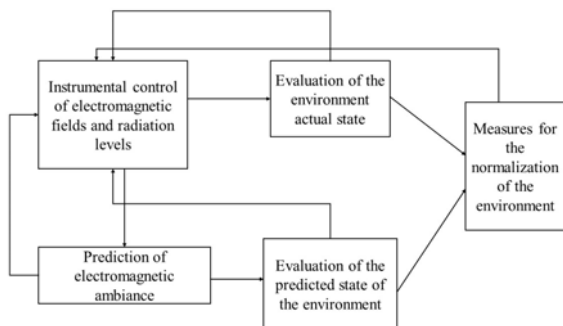 Instrumental control
of electromagnetic
fields and radiation
levels
Evaluation of the
environment
actual state
Measures for
the
normalization
of the
environment
Prediction of
electromagnetic
ambiance
Evaluation of the
predicted state of
the environment